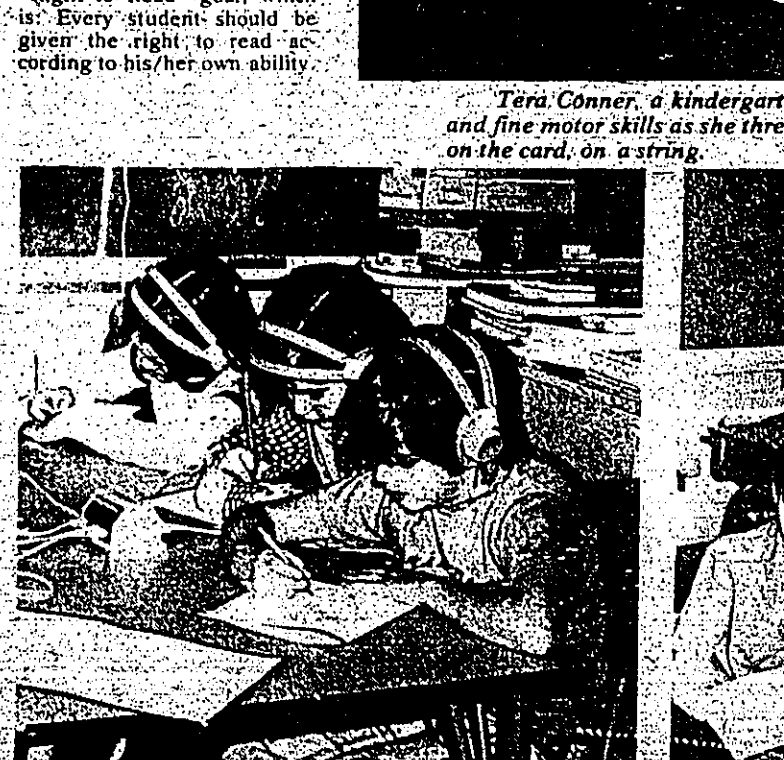 is: Every student should be
given the right to read ac-
cording to his/her own ability.
Tera Conner, a kindergart
and fine motor skills as she thre
on the card, on a string.